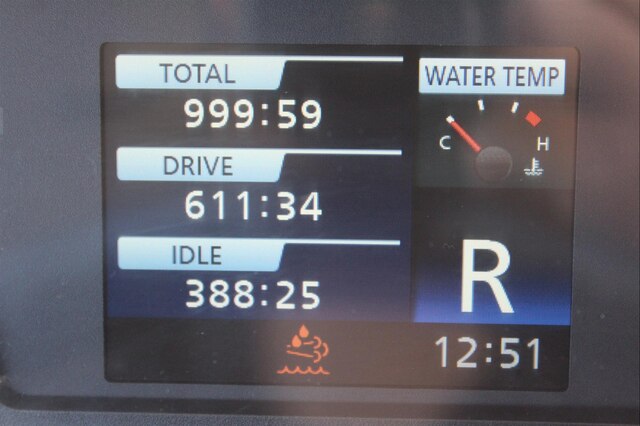 TOTAL
999:59
DRIVE
611:34
IDLE
388:25
WATER TEMP
C
H
R
12:51